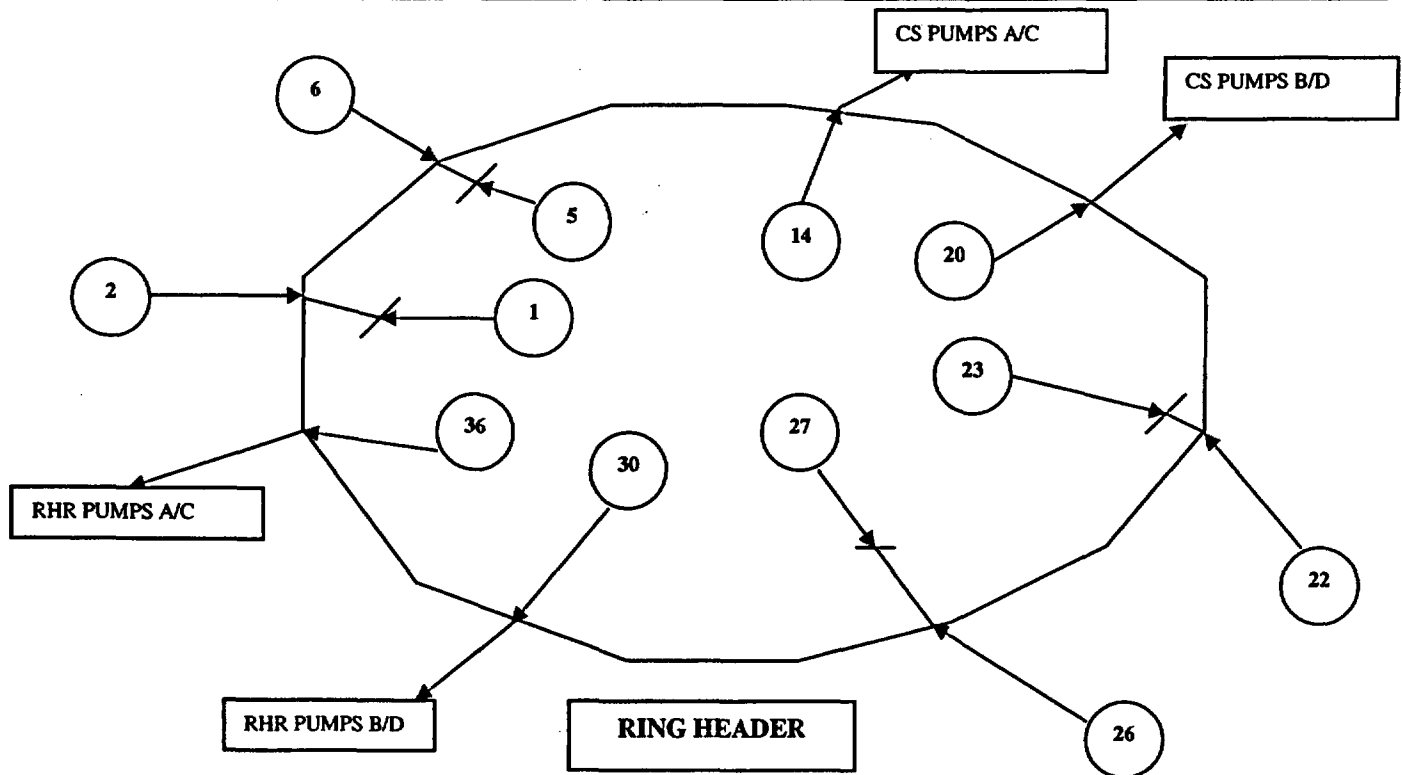 CS PUMPS A/C
CS PUMPS B/D
6
5
14
20
2
1
23
36
27
30
RHR PUMPS A/C
22
RHR PUMPS B/D
RING HEADER
26